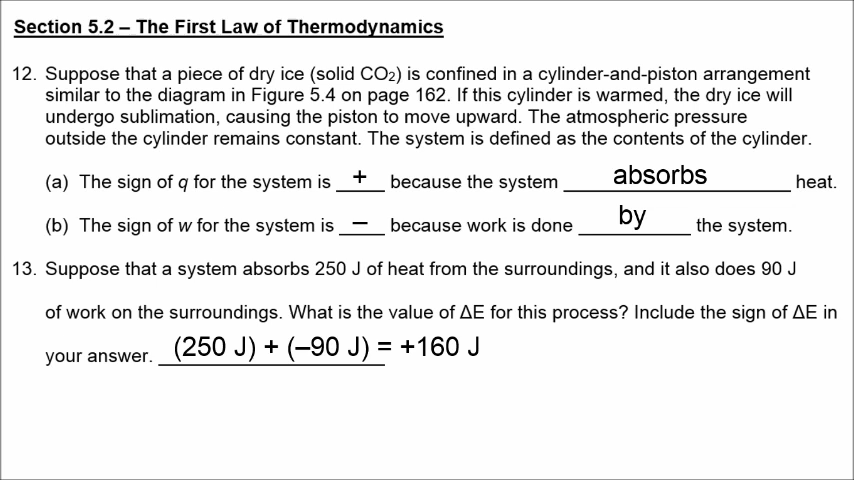 Section 5.2 – The First Law of Thermodynamics
12. Suppose that a piece of dry ice (solid CO₂) is confined in a cylinder-and-piston arrangement
similar to the diagram in Figure 5.4 on page 162. If this cylinder is warmed, the dry ice will
undergo sublimation, causing the piston to move upward. The atmospheric pressure
outside the cylinder remains constant. The system is defined as the contents of the cylinder.
(a) The sign of q for the system is + because the system absorbs heat.
(b) The sign of w for the system is – because work is done by the system.
13. Suppose that a system absorbs 250 J of heat from the surroundings, and it also does 90 J
of work on the surroundings. What is the value of ΔE for this process? Include the sign of ΔE in
your answer. (250 J) + (–90 J) = +160 J